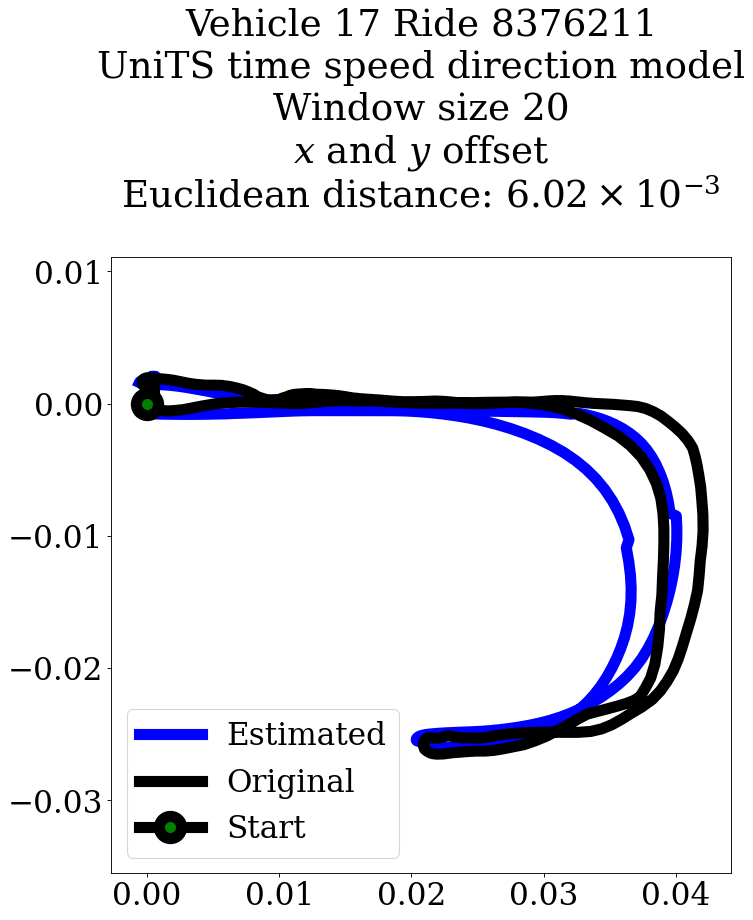 Vehicle 17 Ride 8376211
UniTS time speed direction model
Window size 20
x and y offset
Euclidean distance: 6.02 × 10⁻³
0.01
0.00
−0.01
−0.02
−0.03
Estimated
Original
Start
0.00 0.01 0.02 0.03 0.04